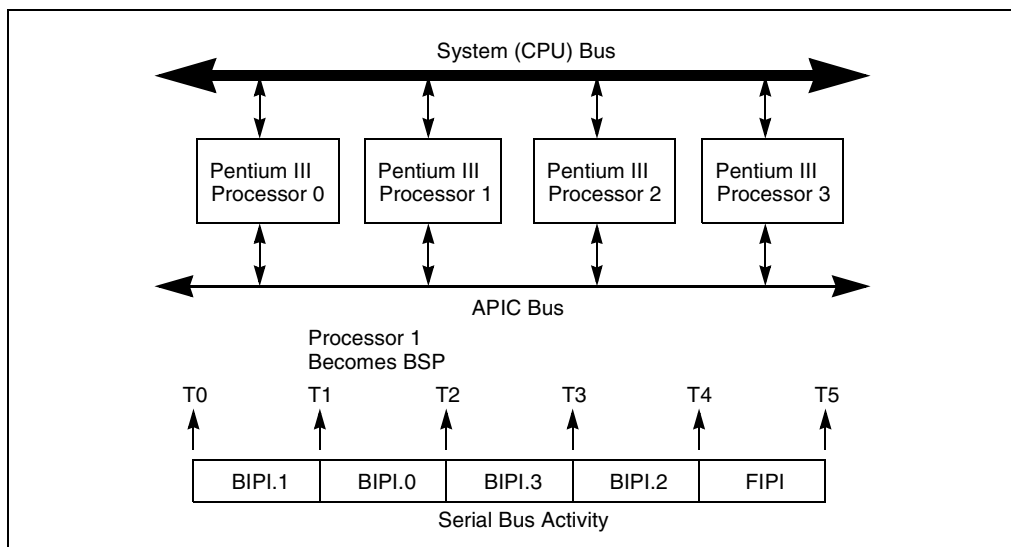 System (CPU) Bus
Pentium III
Processor 0
Pentium III
Processor 1
Pentium III
Processor 2
Pentium III
Processor 3
APIC Bus
Processor 1
Becomes BSP
T0 T1 T2 T3 T4 T5
BIPI.1 BIPI.0 BIPI.3 BIPI.2 FIPI
Serial Bus Activity